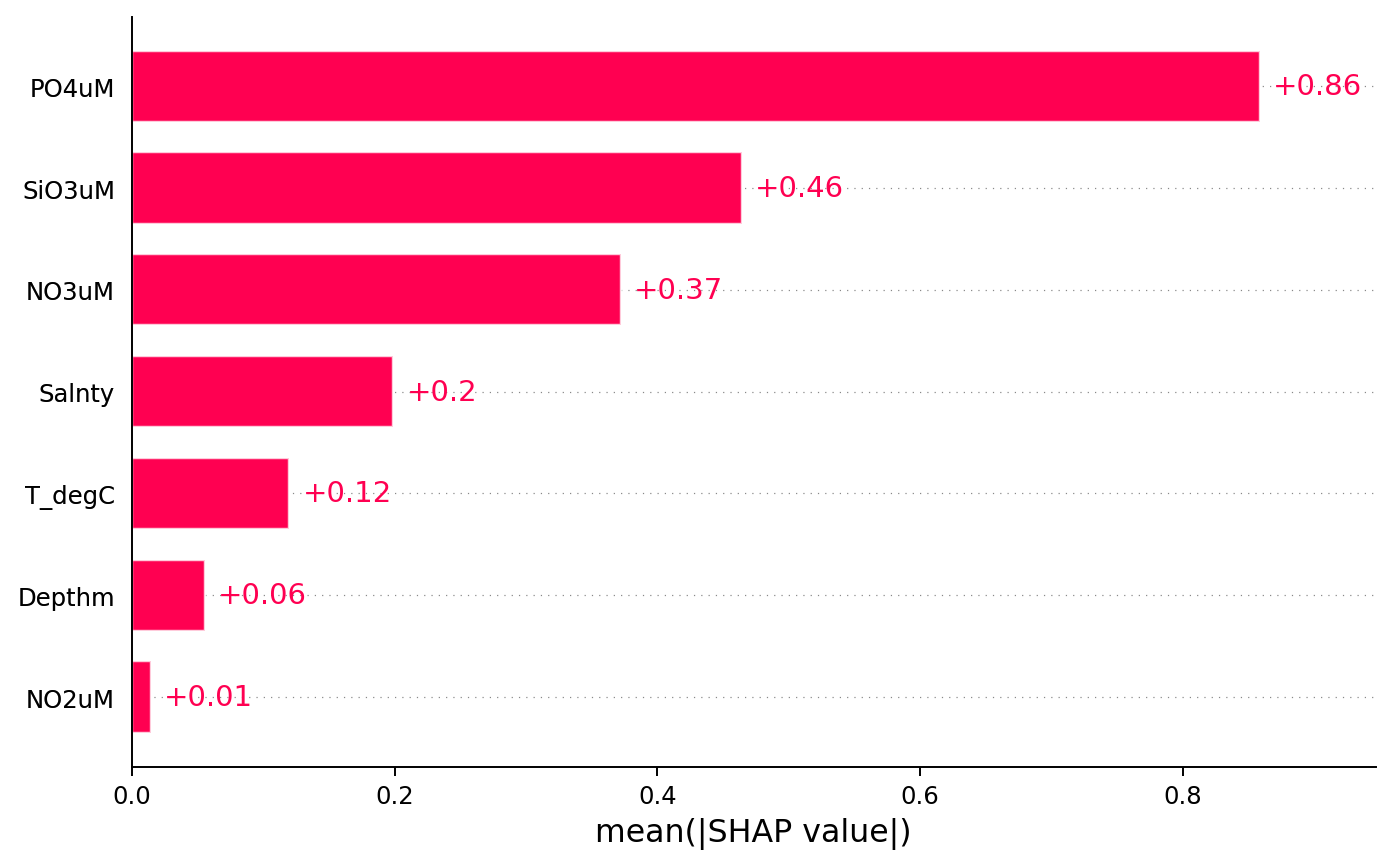 PO4uM +0.86
SiO3uM +0.46
NO3uM +0.37
Salnty +0.2
T_degC +0.12
Depthm +0.06
NO2uM +0.01
0.0 0.2 0.4 0.6 0.8
mean(|SHAP value|)